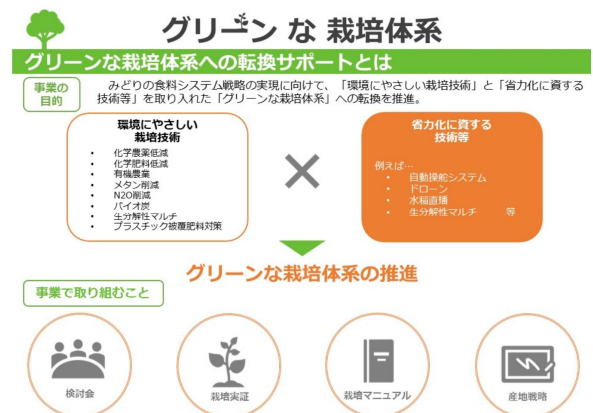 グリーン な 栽培体系
グリーンな栽培体系への転換サポートとは
事業の
目的
みどりの食料システム戦略の実現に向けて、「環境にやさしい栽培技術」と「省力化に資する
技術等」を取り入れた「グリーンな栽培体系」への転換を推進。
環境にやさしい
栽培技術
・ 化学農薬低減
・ 化学肥料低減
・ 有機農業
・ メタン削減
・ N2O削減
・ バイオ炭
・ 生分解性マルチ
・ プラスチック被覆肥料対策
省力化に資する
技術等
例えば…
・ 自動操舵システム
・ ドローン
・ 水稲直播
・ 生分解性マルチ 等
グリーンな栽培体系の推進
事業で取り組むこと
検討会
栽培実証
栽培マニュアル
産地戦略